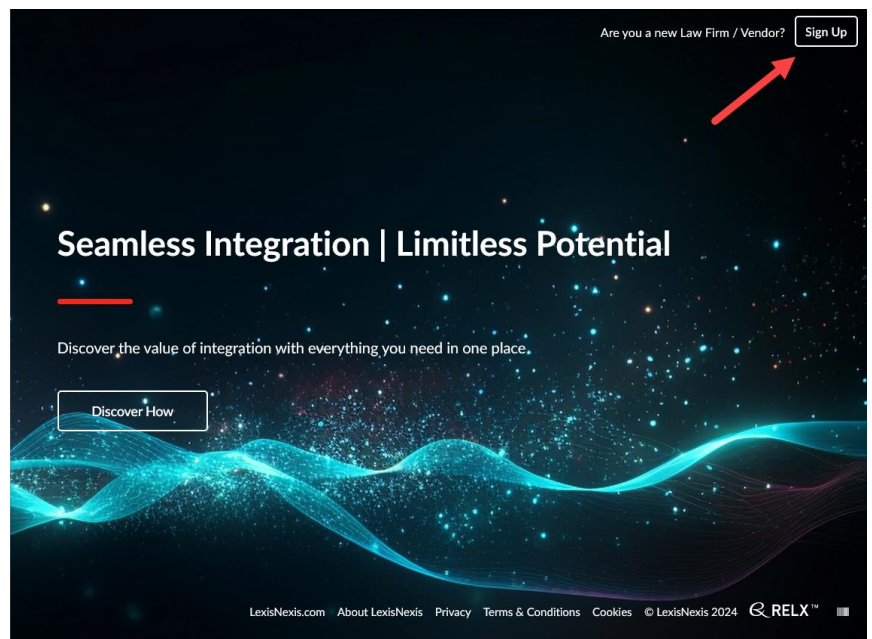 Are you a new Law Firm / Vendor? Sign Up
Seamless Integration | Limitless Potential
Discover the value of integration with everything you need in one place.
Discover How
LexisNexis.com About LexisNexis Privacy Terms & Conditions Cookies © LexisNexis 2024 RELX™